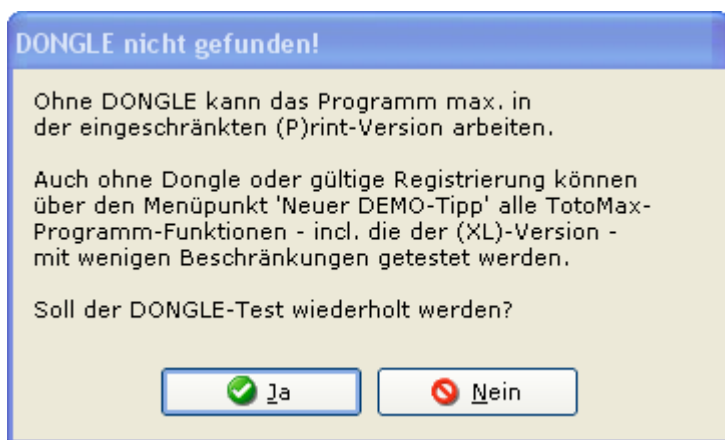 DONGLE nicht gefunden!
Ohne DONGLE kann das Programm max. in
der eingeschränkten (P)rint-Version arbeiten.
Auch ohne Dongle oder gültige Registrierung können
über den Menüpunkt 'Neuer DEMO-Tipp' alle TotoMax-
Programm-Funktionen - incl. die der (XL)-Version -
mit wenigen Beschränkungen getestet werden.
Soll der DONGLE-Test wiederholt werden?
Ja
Nein